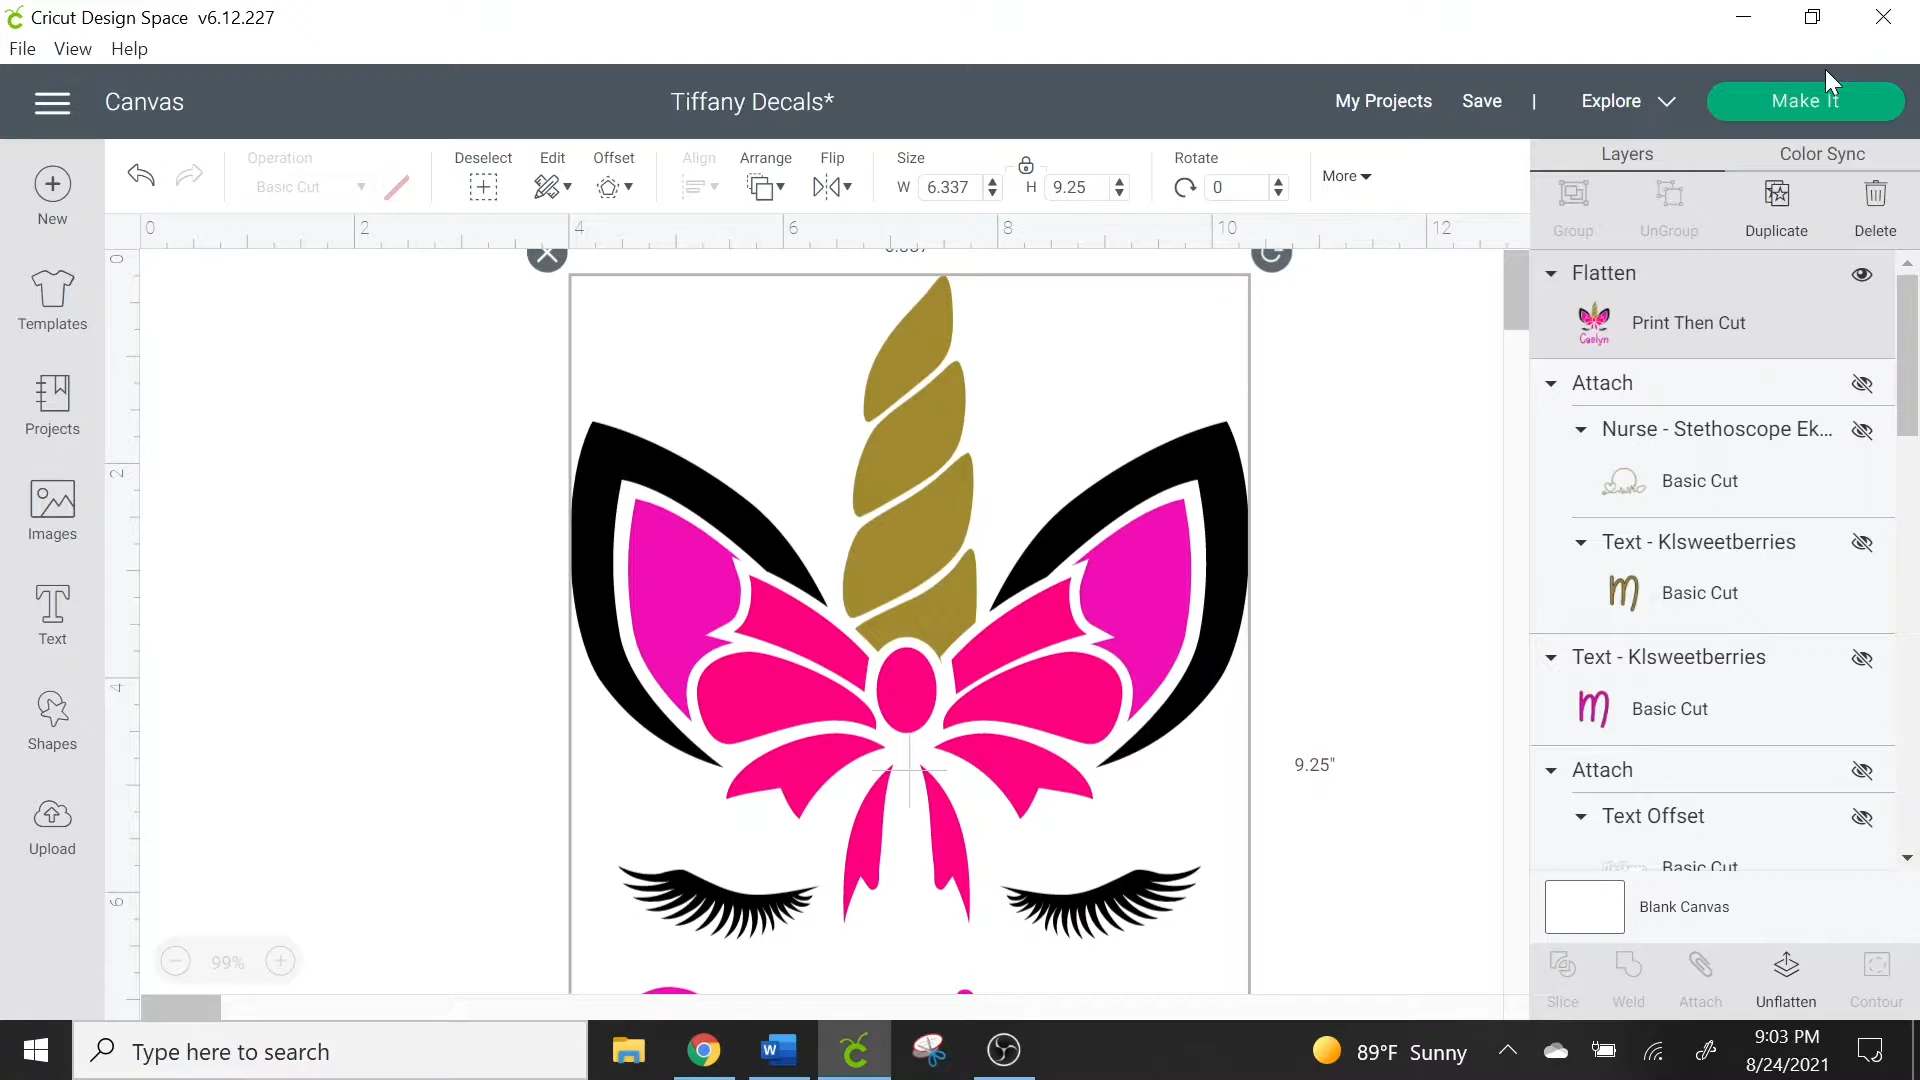 Cricut Design Space v6.12.227
File View Help
Canvas
Tiffany Decals*
My Projects Save | Explore Make It
Operation
Basic Cut
Deselect Edit Offset Align Arrange Flip
Size
W 6.337 H 9.25
Rotate
0
More
Layers Color Sync
Group UnGroup Duplicate Delete
New
Templates
Projects
Images
Text
Shapes
Upload
0 2 4 6 8 10 12
0
2
4
6
9.25"
99%
Flatten
Caelyn
Print Then Cut
Attach
Nurse - Stethoscope Ek...
Basic Cut
Text - Klsweetberries
m
Basic Cut
Text - Klsweetberries
m
Basic Cut
Attach
Text Offset
Basic Cut
Blank Canvas
Slice Weld Attach Unflatten Contour
Type here to search
89°F Sunny
9:03 PM
8/24/2021